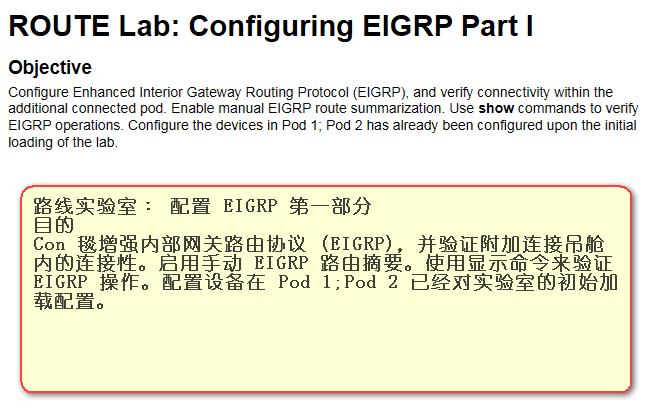 ROUTE Lab: Configuring EIGRP Part I
Objective
Configure Enhanced Interior Gateway Routing Protocol (EIGRP), and verify connectivity within the
additional connected pod. Enable manual EIGRP route summarization. Use show commands to verify
EIGRP operations. Configure the devices in Pod 1; Pod 2 has already been configured upon the initial
loading of the lab.
路线实验室： 配置 EIGRP 第一部分
目的
Con 毯增强内部网关路由协议 (EIGRP)，并验证附加连接吊舱
内的连接性。启用手动 EIGRP 路由摘要。使用显示命令来验证
EIGRP 操作。配置设备在 Pod 1;Pod 2 已经对实验室的初始加
载配置。